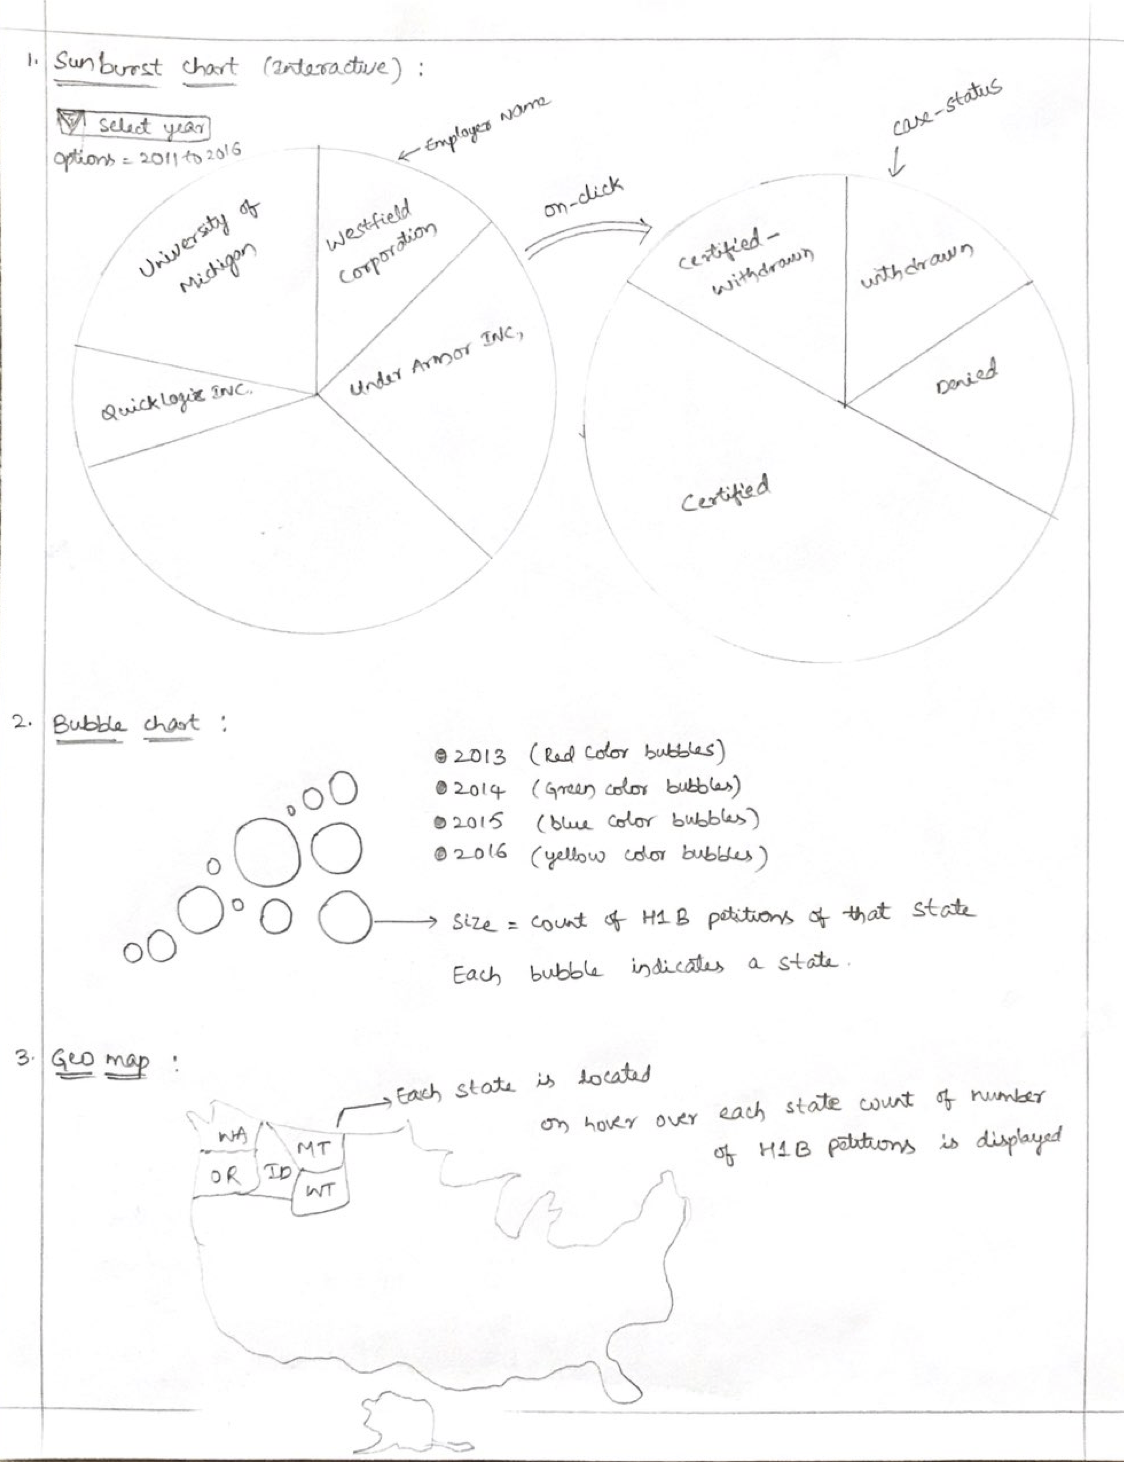 1. Sunburst chart (Interactive) :
Select year
Options = 2011 to 2016
Employer Name
University of
Michigan
Westfield
Corporation
Under Armor INC,
QuickLogix INC.
on-click
case-status
Certified-
Withdrawn
withdrawn
Denied
Certified
2. Bubble chart :
2013 (Red color bubbles)
2014 (Green color bubbles)
2015 (blue color bubbles)
2016 (yellow color bubbles)
Size = count of H1B petitions of that state
Each bubble indicates a state.
3. Geo map :
Each state is located
on hover over each state count of number
of H1B petitions is displayed
WA
MT
OR
ID
WT